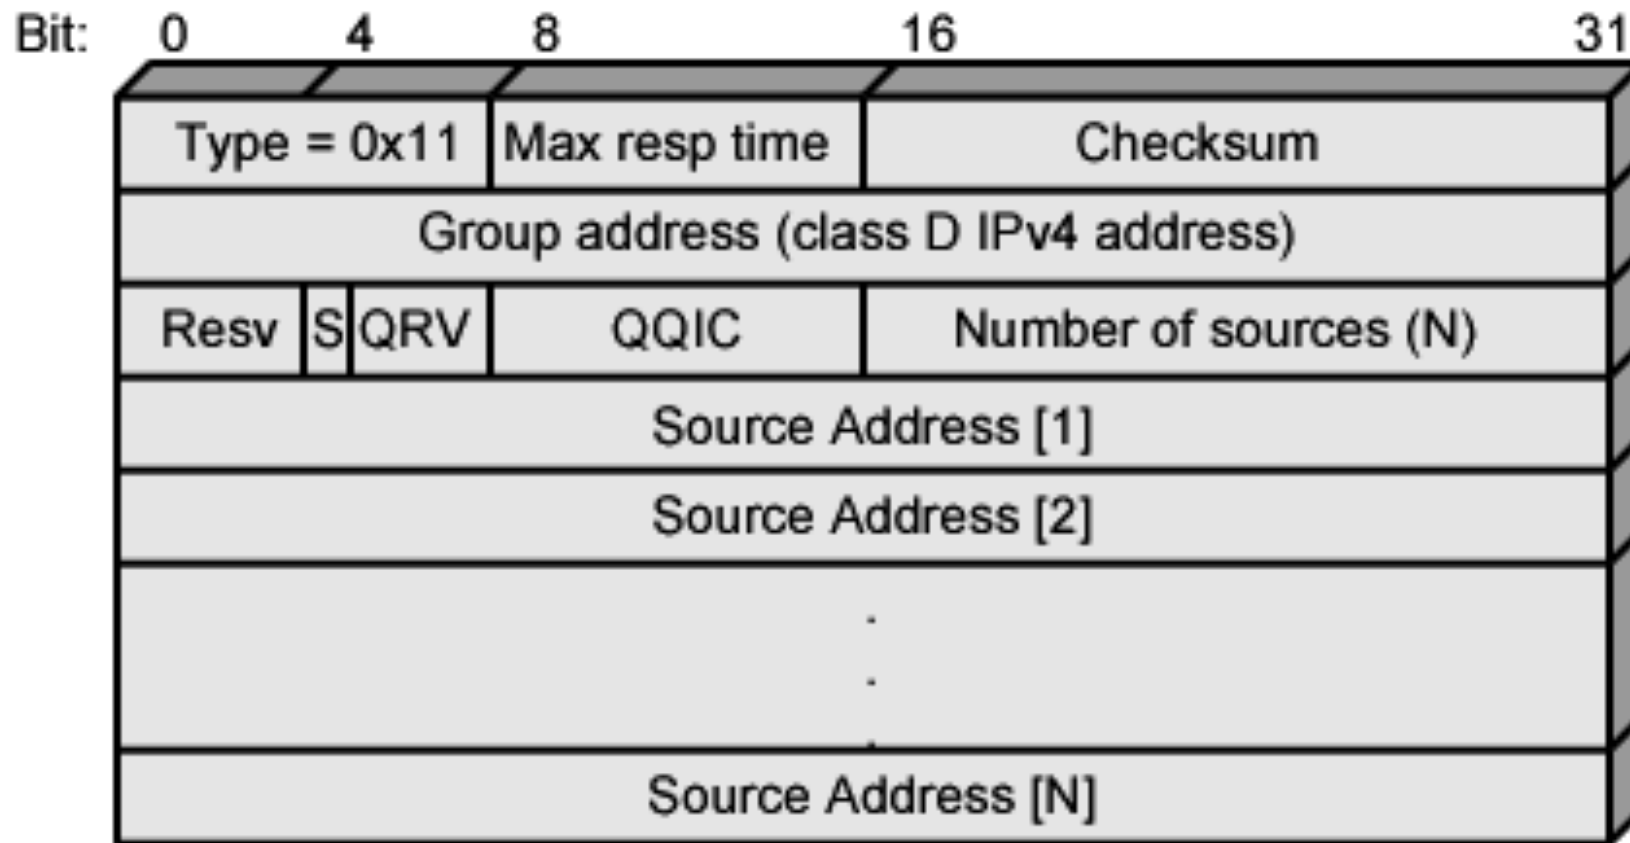 Bit: 0 4 8 16 31
Type = 0x11 Max resp time Checksum
Group address (class D IPv4 address)
Resv S QRV QQIC Number of sources (N)
Source Address [1]
Source Address [2]
.
.
.
Source Address [N]